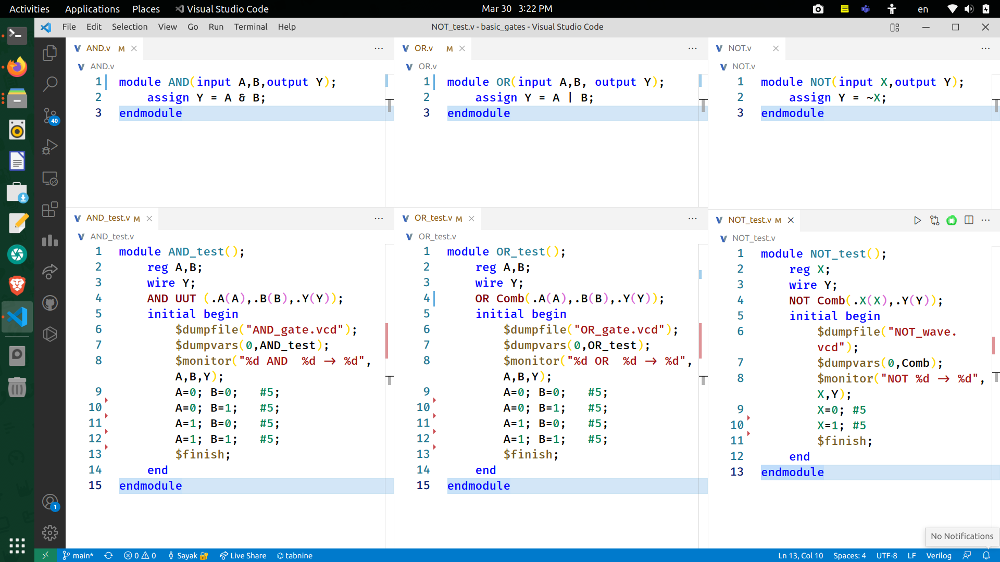 Activities Applications Places Visual Studio Code Mar 30 3:22 PM en
File Edit Selection View Go Run Terminal Help NOT_test.v - basic_gates - Visual Studio Code
AND.v M
AND.v
1 module AND(input A,B,output Y);
2 assign Y = A & B;
3 endmodule
OR.v M
OR.v
1 module OR(input A,B, output Y);
2 assign Y = A | B;
3 endmodule
NOT.v
NOT.v
1 module NOT(input X,output Y);
2 assign Y = ~X;
3 endmodule
40
AND_test.v M
AND_test.v
1 module AND_test();
2 reg A,B;
3 wire Y;
4 AND UUT (.A(A),.B(B),.Y(Y));
5 initial begin
6 $dumpfile("AND_gate.vcd");
7 $dumpvars(0,AND_test);
8 $monitor("%d AND  %d -> %d",
A,B,Y);
9 A=0; B=0;   #5;
10 A=0; B=1;   #5;
11 A=1; B=0;   #5;
12 A=1; B=1;   #5;
13 $finish;
14 end
15 endmodule
OR_test.v M
OR_test.v
1 module OR_test();
2 reg A,B;
3 wire Y;
4 OR Comb(.A(A),.B(B),.Y(Y));
5 initial begin
6 $dumpfile("OR_gate.vcd");
7 $dumpvars(0,OR_test);
8 $monitor("%d OR  %d -> %d",
A,B,Y);
9 A=0; B=0;   #5;
10 A=0; B=1;   #5;
11 A=1; B=0;   #5;
12 A=1; B=1;   #5;
13 $finish;
14 end
15 endmodule
NOT_test.v M
NOT_test.v
1 module NOT_test();
2 reg X;
3 wire Y;
4 NOT Comb(.X(X),.Y(Y));
5 initial begin
6 $dumpfile("NOT_wave.
vcd");
7 $dumpvars(0,Comb);
8 $monitor("NOT %d -> %d",
X,Y);
9 X=0; #5
10 X=1; #5
11 $finish;
12 end
13 endmodule
1
No Notifications
main* 0 0 Sayak Live Share tabnine Ln 13, Col 10 Spaces: 4 UTF-8 LF Verilog